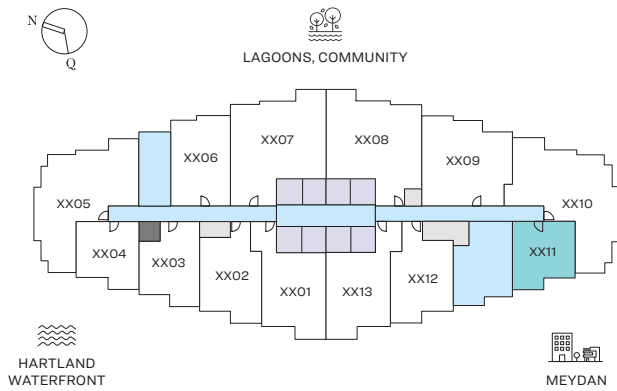 N
Q
LAGOONS, COMMUNITY
XX07
XX08
XX06
XX09
XX05
XX10
XX04
XX03
XX02
XX01
XX13
XX12
XX11
HARTLAND
WATERFRONT
MEYDAN